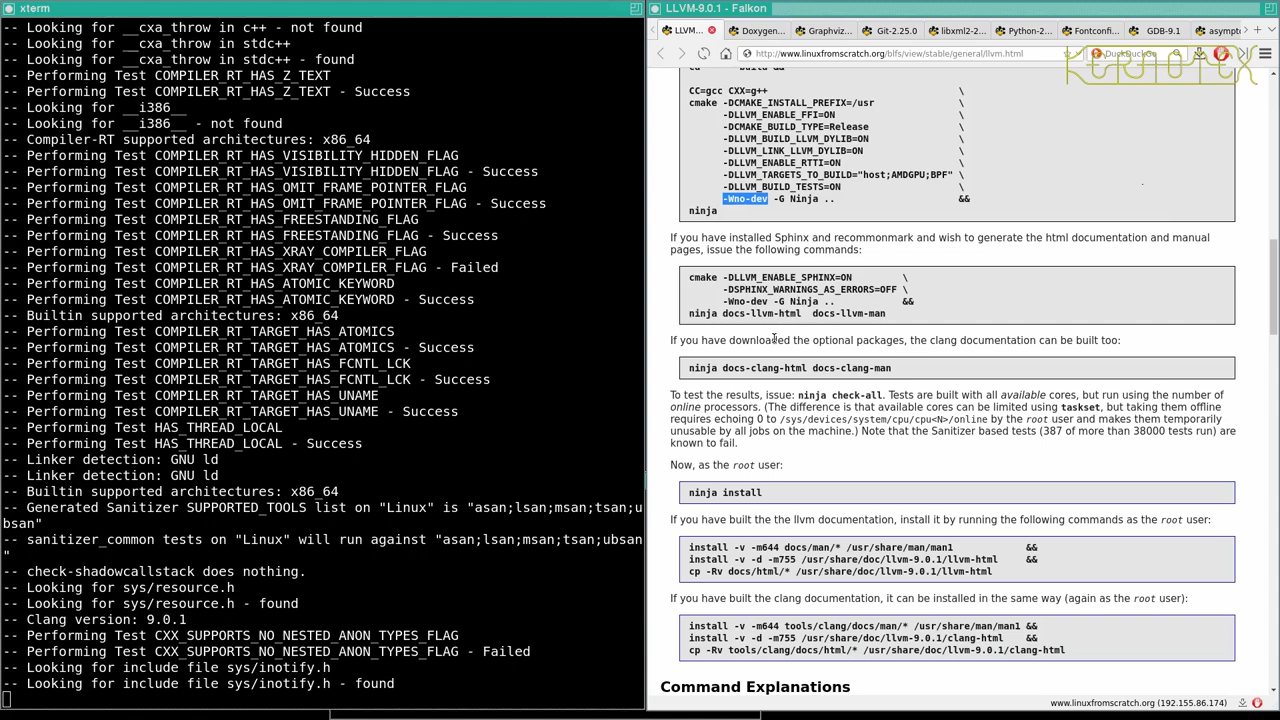 xterm
-- Looking for __cxa_throw in c++ - not found
-- Looking for __cxa_throw in stdc++
-- Looking for __cxa_throw in stdc++ - found
-- Performing Test COMPILER_RT_HAS_Z_TEXT
-- Performing Test COMPILER_RT_HAS_Z_TEXT - Success
-- Looking for __i386__
-- Looking for __i386__ - not found
-- Compiler-RT supported architectures: x86_64
-- Performing Test COMPILER_RT_HAS_VISIBILITY_HIDDEN_FLAG
-- Performing Test COMPILER_RT_HAS_VISIBILITY_HIDDEN_FLAG - Success
-- Performing Test COMPILER_RT_HAS_OMIT_FRAME_POINTER_FLAG
-- Performing Test COMPILER_RT_HAS_OMIT_FRAME_POINTER_FLAG - Success
-- Performing Test COMPILER_RT_HAS_FREESTANDING_FLAG
-- Performing Test COMPILER_RT_HAS_FREESTANDING_FLAG - Success
-- Performing Test COMPILER_RT_HAS_XRAY_COMPILER_FLAG
-- Performing Test COMPILER_RT_HAS_XRAY_COMPILER_FLAG - Failed
-- Performing Test COMPILER_RT_HAS_ATOMIC_KEYWORD
-- Performing Test COMPILER_RT_HAS_ATOMIC_KEYWORD - Success
-- Builtin supported architectures: x86_64
-- Performing Test COMPILER_RT_TARGET_HAS_ATOMICS
-- Performing Test COMPILER_RT_TARGET_HAS_ATOMICS - Success
-- Performing Test COMPILER_RT_TARGET_HAS_FCNTL_LCK
-- Performing Test COMPILER_RT_TARGET_HAS_FCNTL_LCK - Success
-- Performing Test COMPILER_RT_TARGET_HAS_UNAME
-- Performing Test COMPILER_RT_TARGET_HAS_UNAME - Success
-- Performing Test HAS_THREAD_LOCAL
-- Performing Test HAS_THREAD_LOCAL - Success
-- Linker detection: GNU ld
-- Linker detection: GNU ld
-- Builtin supported architectures: x86_64
-- Generated Sanitizer SUPPORTED_TOOLS list on "Linux" is "asan;lsan;msan;tsan;u
bsan"
-- sanitizer_common tests on "Linux" will run against "asan;lsan;msan;tsan;ubsan
"
-- check-shadowcallstack does nothing.
-- Looking for sys/resource.h
-- Looking for sys/resource.h - found
-- Clang version: 9.0.1
-- Performing Test CXX_SUPPORTS_NO_NESTED_ANON_TYPES_FLAG
-- Performing Test CXX_SUPPORTS_NO_NESTED_ANON_TYPES_FLAG - Failed
-- Looking for include file sys/inotify.h
-- Looking for include file sys/inotify.h - found
LLVM-9.0.1 - Falkon
LLVM-... Doxygen... Graphviz... Git-2.25.0 libxml2-2... Python-2... Fontconfi... GDB-9.1 asympto
http://www.linuxfromscratch.org/blfs/view/stable/general/llvm.html DuckDuckGo
KERNOTEX
CC=gcc CXX=g++ \
cmake -DCMAKE_INSTALL_PREFIX=/usr \
-DLLVM_ENABLE_FFI=ON \
-DCMAKE_BUILD_TYPE=Release \
-DLLVM_BUILD_LLVM_DYLIB=ON \
-DLLVM_LINK_LLVM_DYLIB=ON \
-DLLVM_ENABLE_RTTI=ON \
-DLLVM_TARGETS_TO_BUILD="host;AMDGPU;BPF" \
-DLLVM_BUILD_TESTS=ON \
-Wno-dev -G Ninja .. &&
ninja
If you have installed Sphinx and recommonmark and wish to generate the html documentation and manual
pages, issue the following commands:
cmake -DLLVM_ENABLE_SPHINX=ON \
-DSPHINX_WARNINGS_AS_ERRORS=OFF \
-Wno-dev -G Ninja .. &&
ninja docs-llvm-html docs-llvm-man
If you have downloaded the optional packages, the clang documentation can be built too:
ninja docs-clang-html docs-clang-man
To test the results, issue: ninja check-all. Tests are built with all available cores, but run using the number of
online processors. (The difference is that available cores can be limited using taskset, but taking them offline
requires echoing 0 to /sys/devices/system/cpu/cpu<N>/online by the root user and makes them temporarily
unusable by all jobs on the machine.) Note that the Sanitizer based tests (387 of more than 38000 tests run) are
known to fail.
Now, as the root user:
ninja install
If you have built the the llvm documentation, install it by running the following commands as the root user:
install -v -m644 docs/man/* /usr/share/man/man1 &&
install -v -d -m755 /usr/share/doc/llvm-9.0.1/llvm-html &&
cp -Rv docs/html/* /usr/share/doc/llvm-9.0.1/llvm-html
If you have built the clang documentation, it can be installed in the same way (again as the root user):
install -v -m644 tools/clang/docs/man/* /usr/share/man/man1 &&
install -v -d -m755 /usr/share/doc/llvm-9.0.1/clang-html &&
cp -Rv tools/clang/docs/html/* /usr/share/doc/llvm-9.0.1/clang-html
Command Explanations
www.linuxfromscratch.org (192.155.86.174)